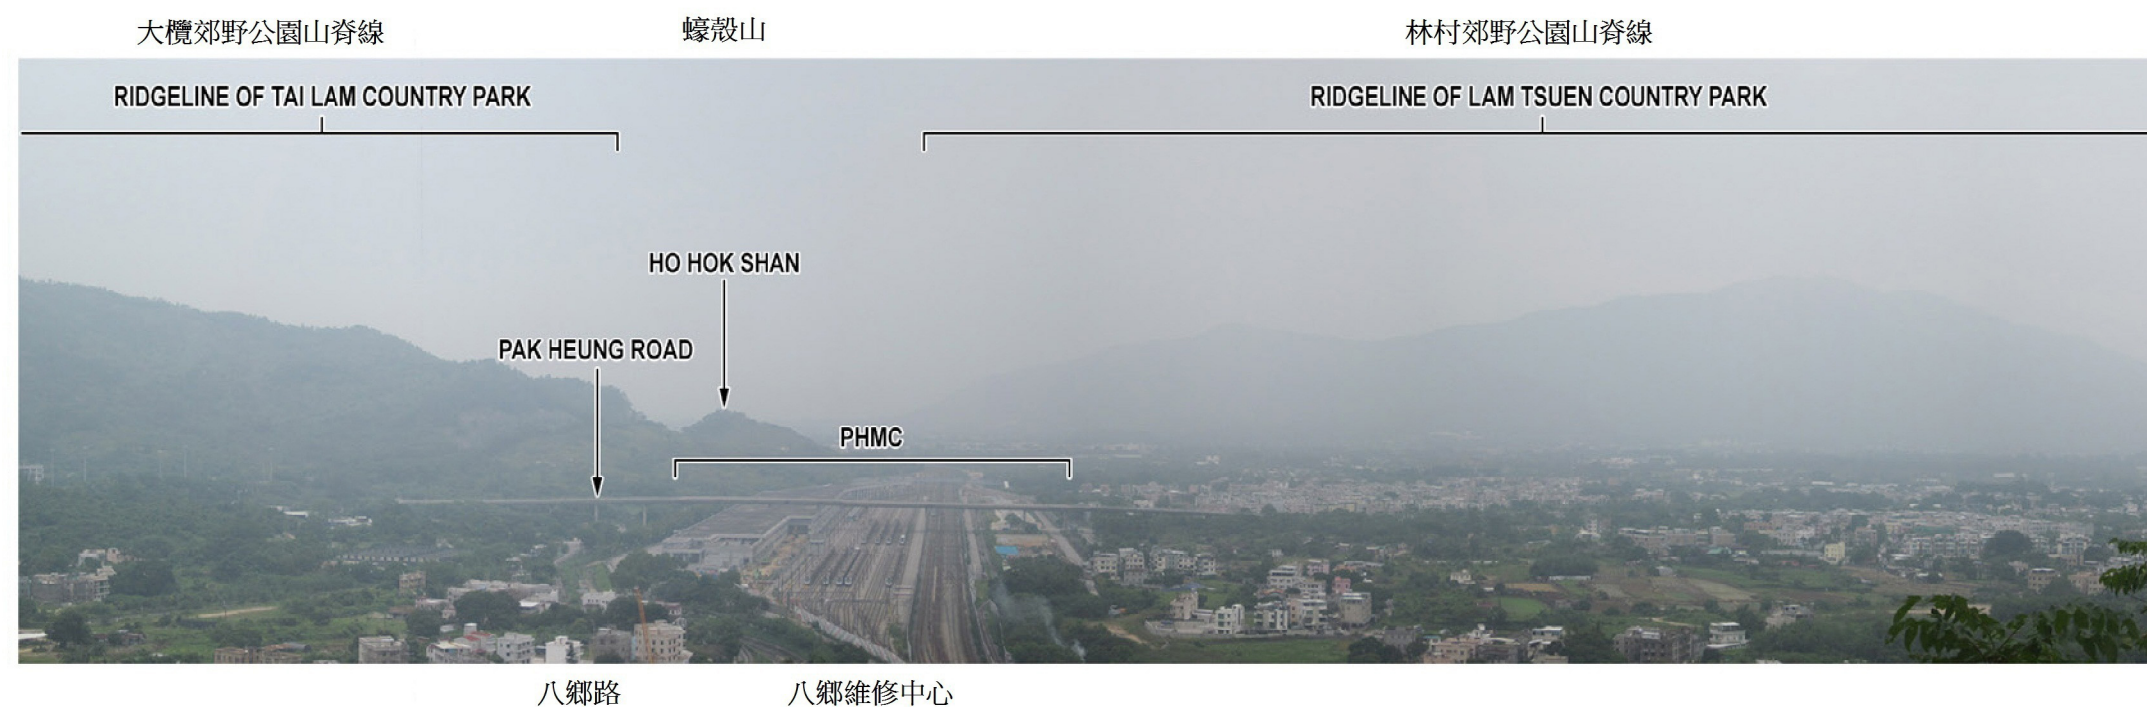 大欖郊野公園山脊線
蠔殼山
林村郊野公園山脊線
RIDGELINE OF TAI LAM COUNTRY PARK
RIDGELINE OF LAM TSUEN COUNTRY PARK
HO HOK SHAN
PAK HEUNG ROAD
PHMC
八鄉路
八鄉維修中心